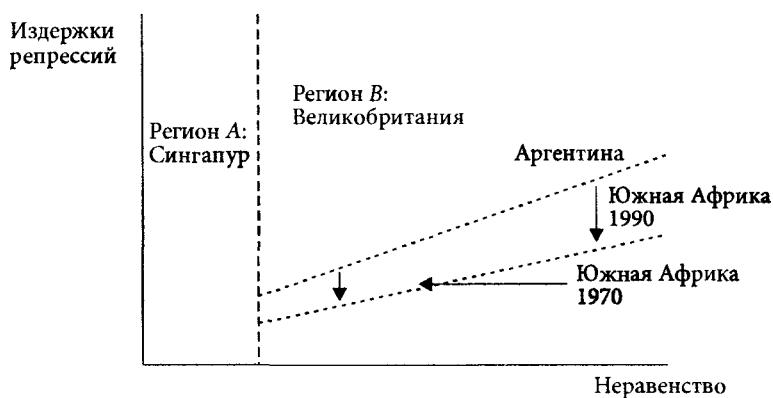 Издержки
репрессий
Регион A:
Сингапур
Регион B:
Великобритания
Аргентина
Южная Африка
1990
Южная Африка
1970
Неравенство